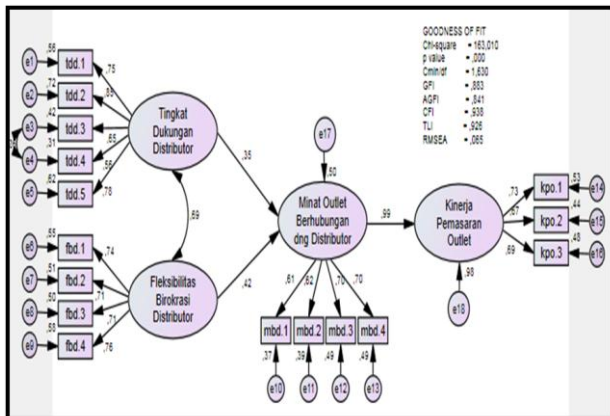 GOODNESS OF FIT
Chi-square = 163,010
p value = ,000
Cmin/df = 1,630
GFI = ,883
AGFI = ,841
CFI = ,938
TLI = ,926
RMSEA = ,065
e1 ,56 tdd.1 ,75
e2 ,72 tdd.2 ,85
e3 ,42 tdd.3 ,65
e4 ,31 tdd.4 ,56
e5 ,62 tdd.5 ,78
Tingkat
Dukungan
Distributor
,69
e6 ,55 fbd.1 ,74
e7 ,51 fbd.2 ,71
e8 ,50 fbd.3 ,71
e9 ,58 fbd.4 ,76
Fleksibilitas
Birokrasi
Distributor
,35
,42
e17
,50
Minat Outlet
Berhubungan
dng Distributor
,99
,61 ,62 ,70 ,70
mbd.1 mbd.2 mbd.3 mbd.4
,37 ,39 ,49 ,49
e10 e11 e12 e13
Kinerja
Pemasaran
Outlet
,98
e18
,73 kpo.1 ,53 e14
,67 kpo.2 ,44 e15
,69 kpo.3 ,48 e16